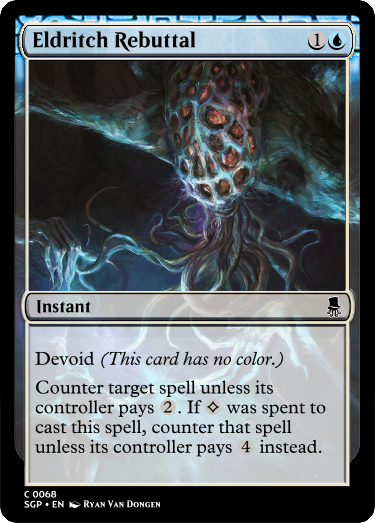 Eldritch Rebuttal 1
Instant
Devoid (This card has no color.)
Counter target spell unless its
controller pays 2. If was spent to
cast this spell, counter that spell
unless its controller pays 4 instead.
C 0068
SGP • EN Ryan Van Dongen